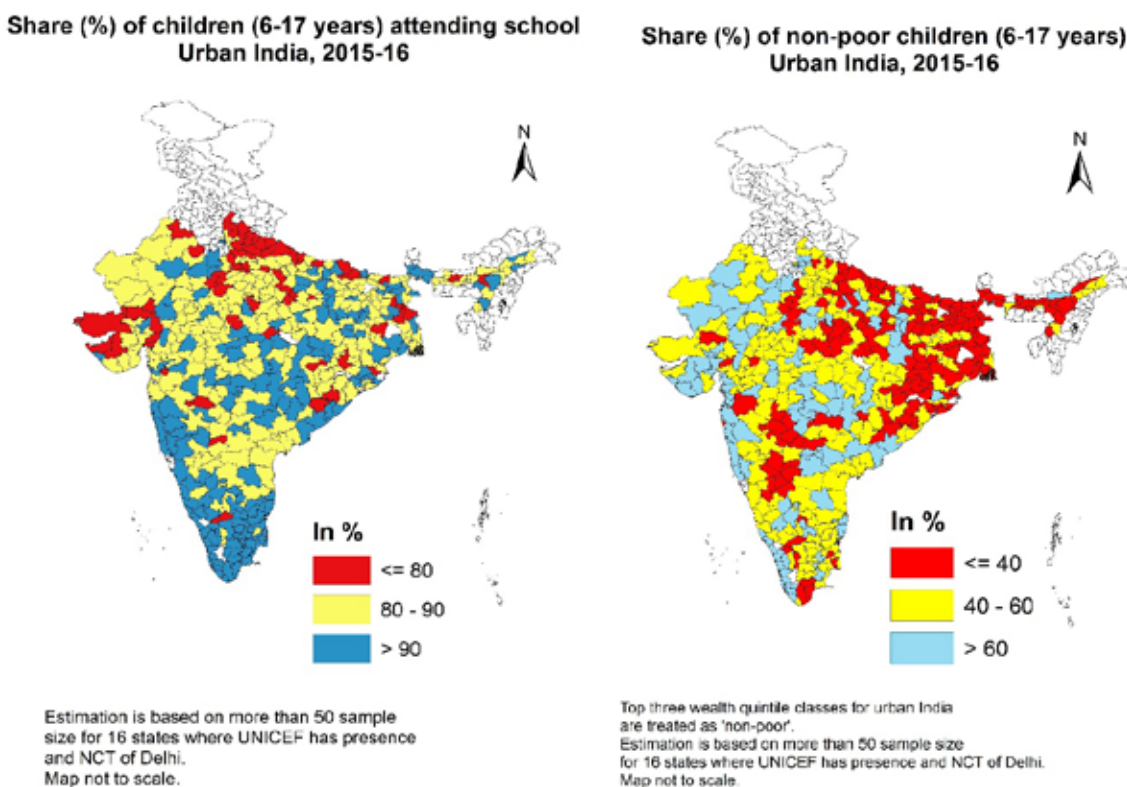 Share (%) of children (6-17 years) attending school
Urban India, 2015-16
N
In %
<= 80
80 - 90
> 90
Estimation is based on more than 50 sample
size for 16 states where UNICEF has presence
and NCT of Delhi.
Map not to scale.
Share (%) of non-poor children (6-17 years)
Urban India, 2015-16
N
In %
<= 40
40 - 60
> 60
Top three wealth quintile classes for urban India
are treated as 'non-poor'.
Estimation is based on more than 50 sample size
for 16 states where UNICEF has presence and NCT of Delhi.
Map not to scale.